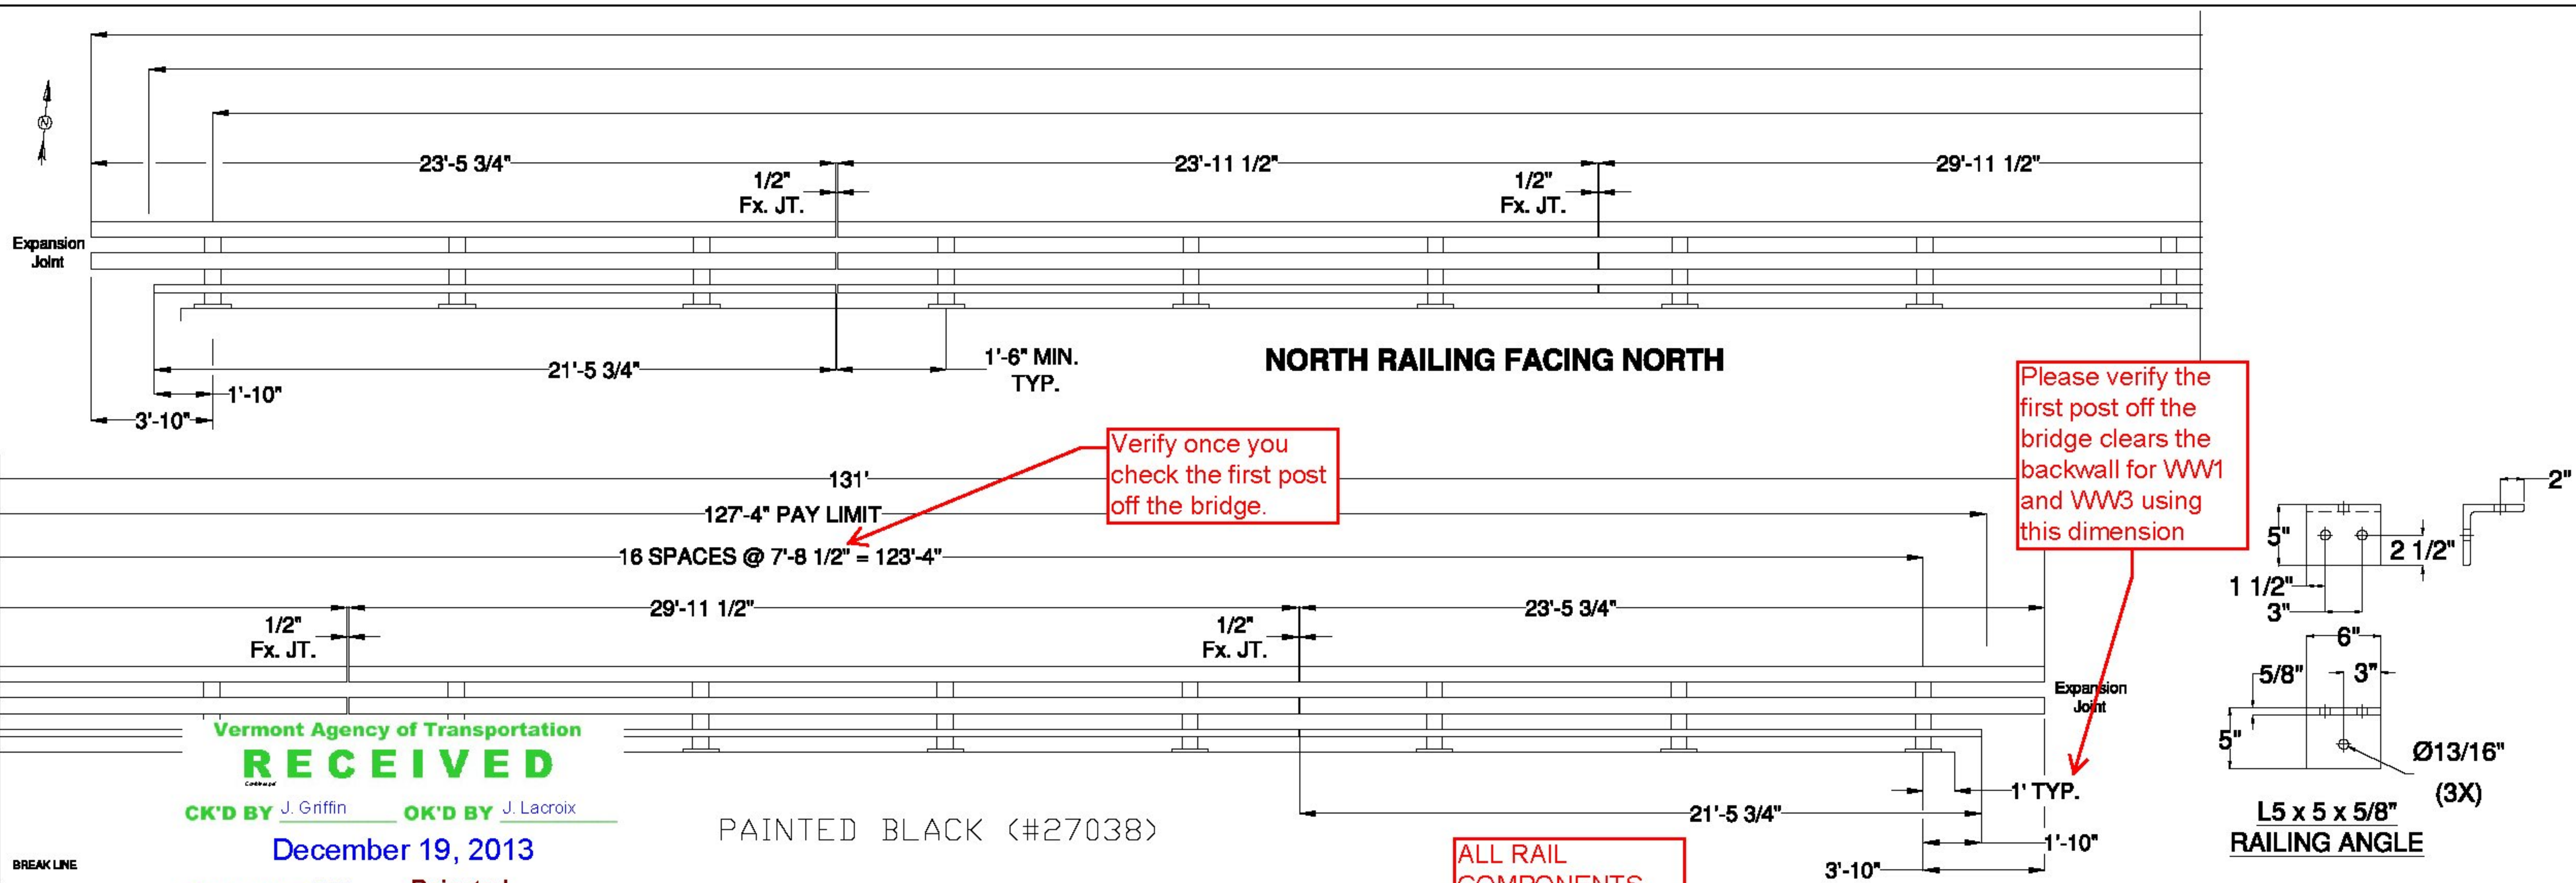 23'-5 3/4"
23'-11 1/2"
29'-11 1/2"
1/2"
Fx. JT.
1/2"
Fx. JT.
N
Expansion
Joint
21'-5 3/4"
1'-6" MIN.
TYP.
1'-10"
3'-10"
NORTH RAILING FACING NORTH
Please verify the
first post off the
bridge clears the
backwall for WW1
and WW3 using
this dimension
Verify once you
check the first post
off the bridge.
131'
127'-4" PAY LIMIT
16 SPACES @ 7'-8 1/2" = 123'-4"
29'-11 1/2"
23'-5 3/4"
1/2"
Fx. JT.
1/2"
Fx. JT.
Expansion
Joint
1' TYP.
21'-5 3/4"
1'-10"
3'-10"
2"
5"
2 1/2"
1 1/2"
3"
6"
5/8"
3"
5"
Ø13/16"
(3X)
L5 x 5 x 5/8"
RAILING ANGLE
Vermont Agency of Transportation
RECEIVED
CK'D BY J. Griffin OK'D BY J. Lacroix
December 19, 2013
PAINTED BLACK (#27038)
BREAK LINE
ALL RAIL
COMPONENTS